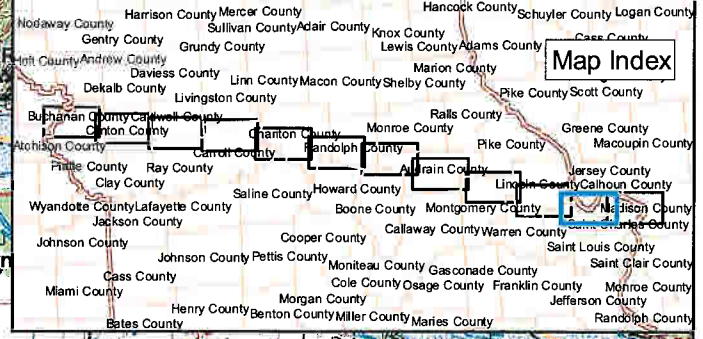 Hancock County Schuyler County Logan County
Harrison County Mercer County
Nodaway County Sullivan County Adair County Knox County Cass County
Gentry County Grundy County Lewis County Adams County
Map Index
Holt County Andrew County
Daviess County Linn County Macon County Shelby County Marion County
Dekalb County Pike County Scott County
Livingston County
Buchanan County Caldwell County Ralls County
Clinton County Chariton County Monroe County Greene County
Atchison County Carroll County Randolph County Pike County Macoupin County
Platte County Ray County Audrain County Jersey County
Clay County Saline County Howard County Lincoln County Calhoun County
Wyandotte County Lafayette County Boone County Montgomery County Madison County
Jackson County Callaway County Warren County Saint Charles County
Johnson County Cooper County Saint Louis County
Johnson County Pettis County Moniteau County Saint Clair County
Cass County Gasconade County
Miami County Cole County Osage County Franklin County Monroe County
Morgan County Jefferson County
Henry County Benton County Miller County Maries County Randolph County
Bates County